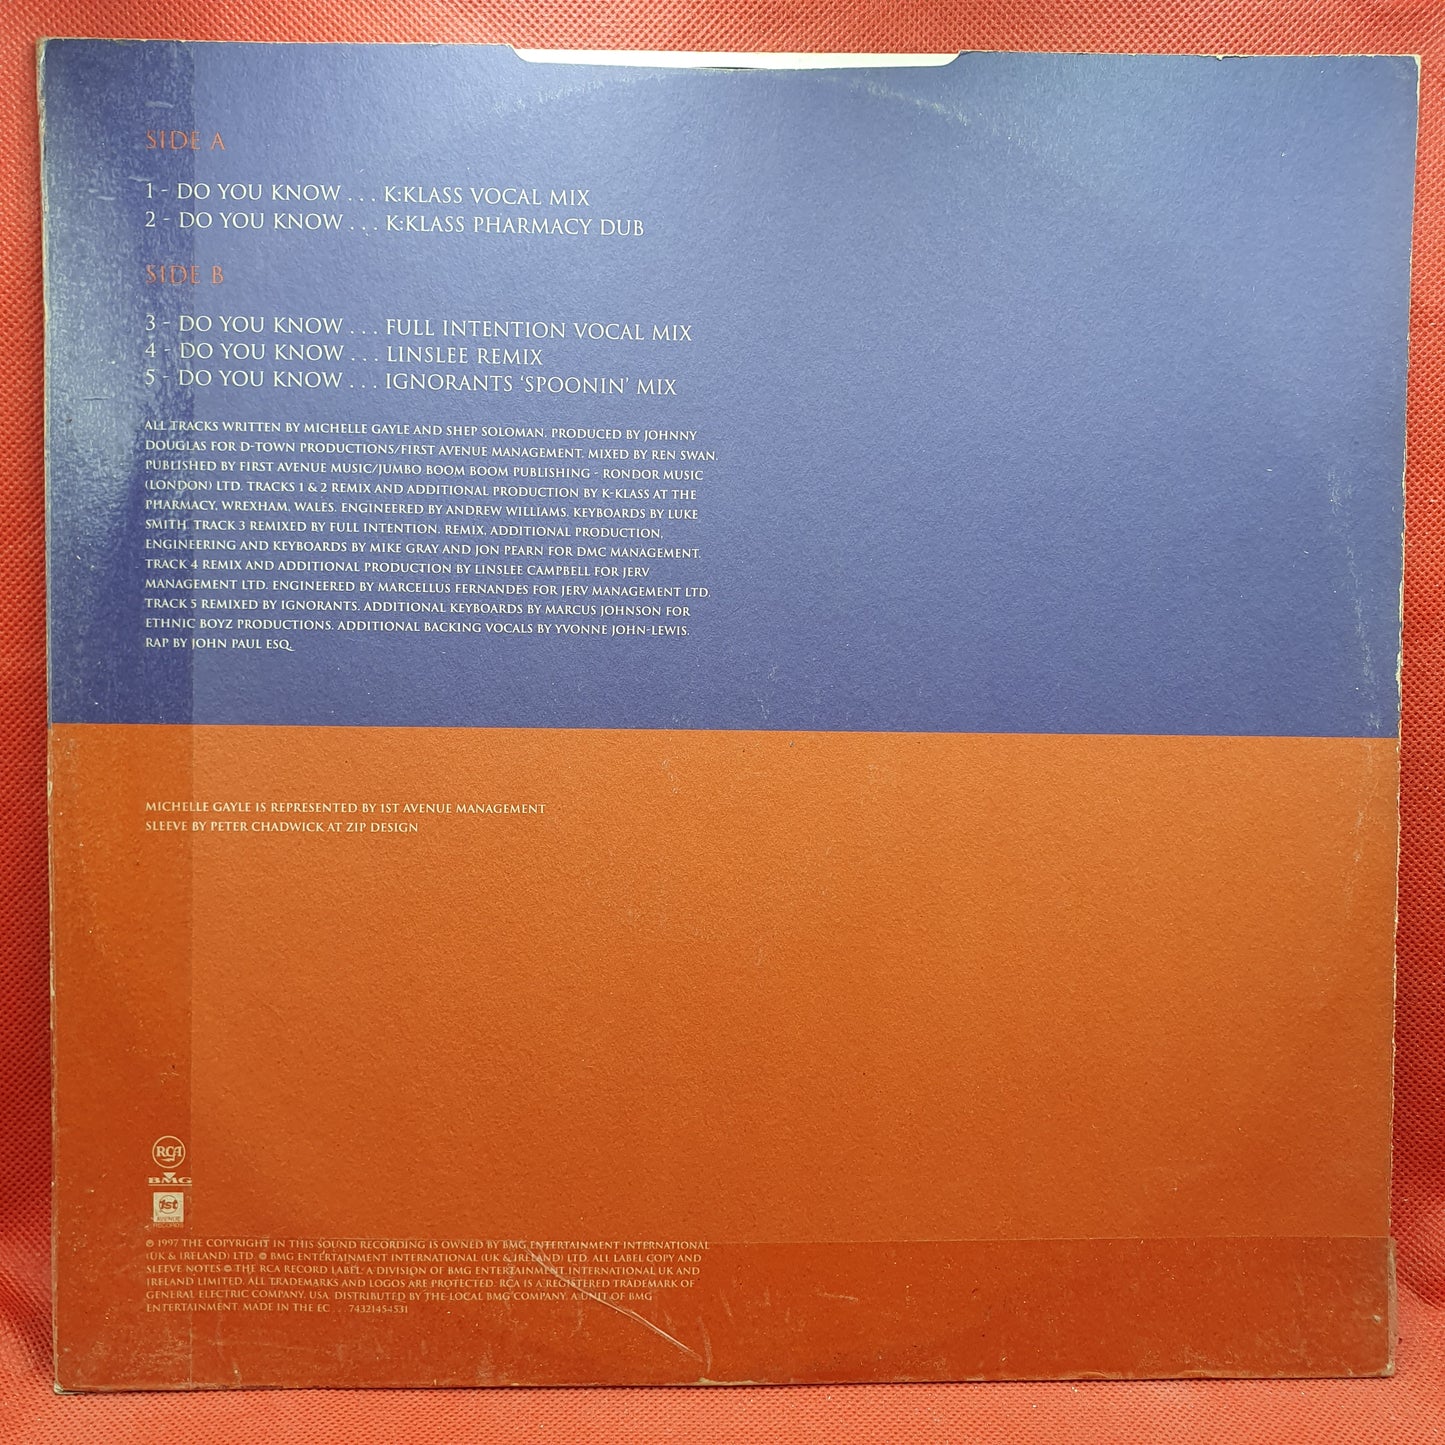 SIDE A
1 - DO YOU KNOW . . . K:KLASS VOCAL MIX
2 - DO YOU KNOW . . . K:KLASS PHARMACY DUB
SIDE B
3 - DO YOU KNOW . . . FULL INTENTION VOCAL MIX
4 - DO YOU KNOW . . . LINSLEE REMIX
5 - DO YOU KNOW . . . IGNORANTS ‘SPOONIN’ MIX
ALL TRACKS WRITTEN BY MICHELLE GAYLE AND SHEP SOLOMAN. PRODUCED BY JOHNNY
DOUGLAS FOR D-TOWN PRODUCTIONS/FIRST AVENUE MANAGEMENT. MIXED BY REN SWAN.
PUBLISHED BY FIRST AVENUE MUSIC/JUMBO BOOM BOOM PUBLISHING - RONDOR MUSIC
(LONDON) LTD. TRACKS 1 & 2 REMIX AND ADDITIONAL PRODUCTION BY K-KLASS AT THE
PHARMACY, WREXHAM, WALES. ENGINEERED BY ANDREW WILLIAMS. KEYBOARDS BY LUKE
SMITH. TRACK 3 REMIXED BY FULL INTENTION. REMIX, ADDITIONAL PRODUCTION,
ENGINEERING AND KEYBOARDS BY MIKE GRAY AND JON PEARN FOR DMC MANAGEMENT.
TRACK 4 REMIX AND ADDITIONAL PRODUCTION BY LINSLEE CAMPBELL FOR JERV
MANAGEMENT LTD. ENGINEERED BY MARCELLUS FERNANDES FOR JERV MANAGEMENT LTD.
TRACK 5 REMIXED BY IGNORANTS. ADDITIONAL KEYBOARDS BY MARCUS JOHNSON FOR
ETHNIC BOYZ PRODUCTIONS. ADDITIONAL BACKING VOCALS BY YVONNE JOHN-LEWIS.
RAP BY JOHN PAUL ESQ.
MICHELLE GAYLE IS REPRESENTED BY 1ST AVENUE MANAGEMENT
SLEEVE BY PETER CHADWICK AT ZIP DESIGN
RCA
BMG
1st
AVENUE
RECORDS
℗ 1997 THE COPYRIGHT IN THIS SOUND RECORDING IS OWNED BY BMG ENTERTAINMENT INTERNATIONAL
(UK & IRELAND) LTD. © BMG ENTERTAINMENT INTERNATIONAL (UK & IRELAND) LTD. ALL LABEL COPY AND
SLEEVE NOTES © THE RCA RECORD LABEL. A DIVISION OF BMG ENTERTAINMENT INTERNATIONAL UK AND
IRELAND LIMITED. ALL TRADEMARKS AND LOGOS ARE PROTECTED. RCA IS A REGISTERED TRADEMARK OF
GENERAL ELECTRIC COMPANY, USA. DISTRIBUTED BY THE LOCAL BMG COMPANY. A UNIT OF BMG
ENTERTAINMENT. MADE IN THE EC . . . 74321454531